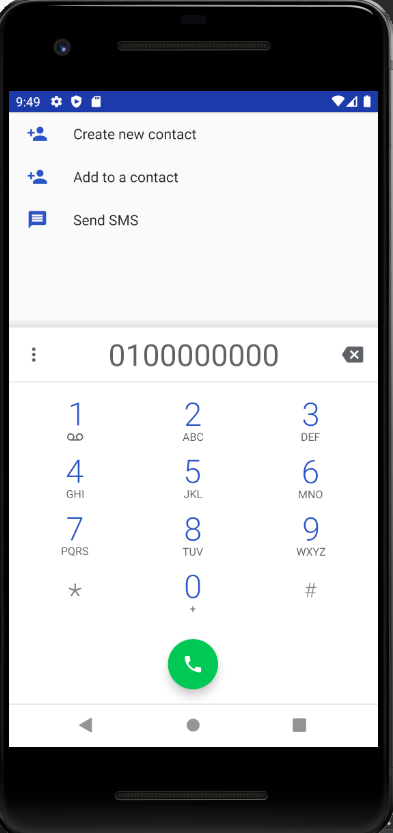 9:49
Create new contact
Add to a contact
Send SMS
0100000000
1 2 3
ABC DEF
4 5 6
GHI JKL MNO
7 8 9
PQRS TUV WXYZ
* 0 #
+